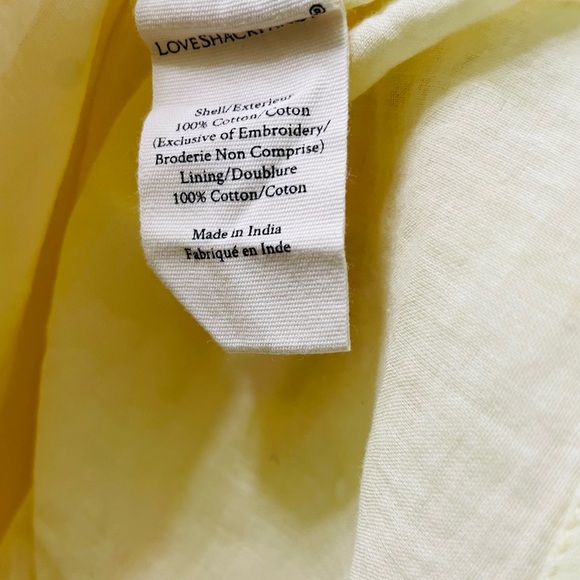 LOVESHACKFANCY®
Shell/Exterieur
100% Cotton/Coton
(Exclusive of Embroidery/
Broderie Non Comprise)
Lining/Doublure
100% Cotton/Coton
Made in India
Fabriqué en Inde